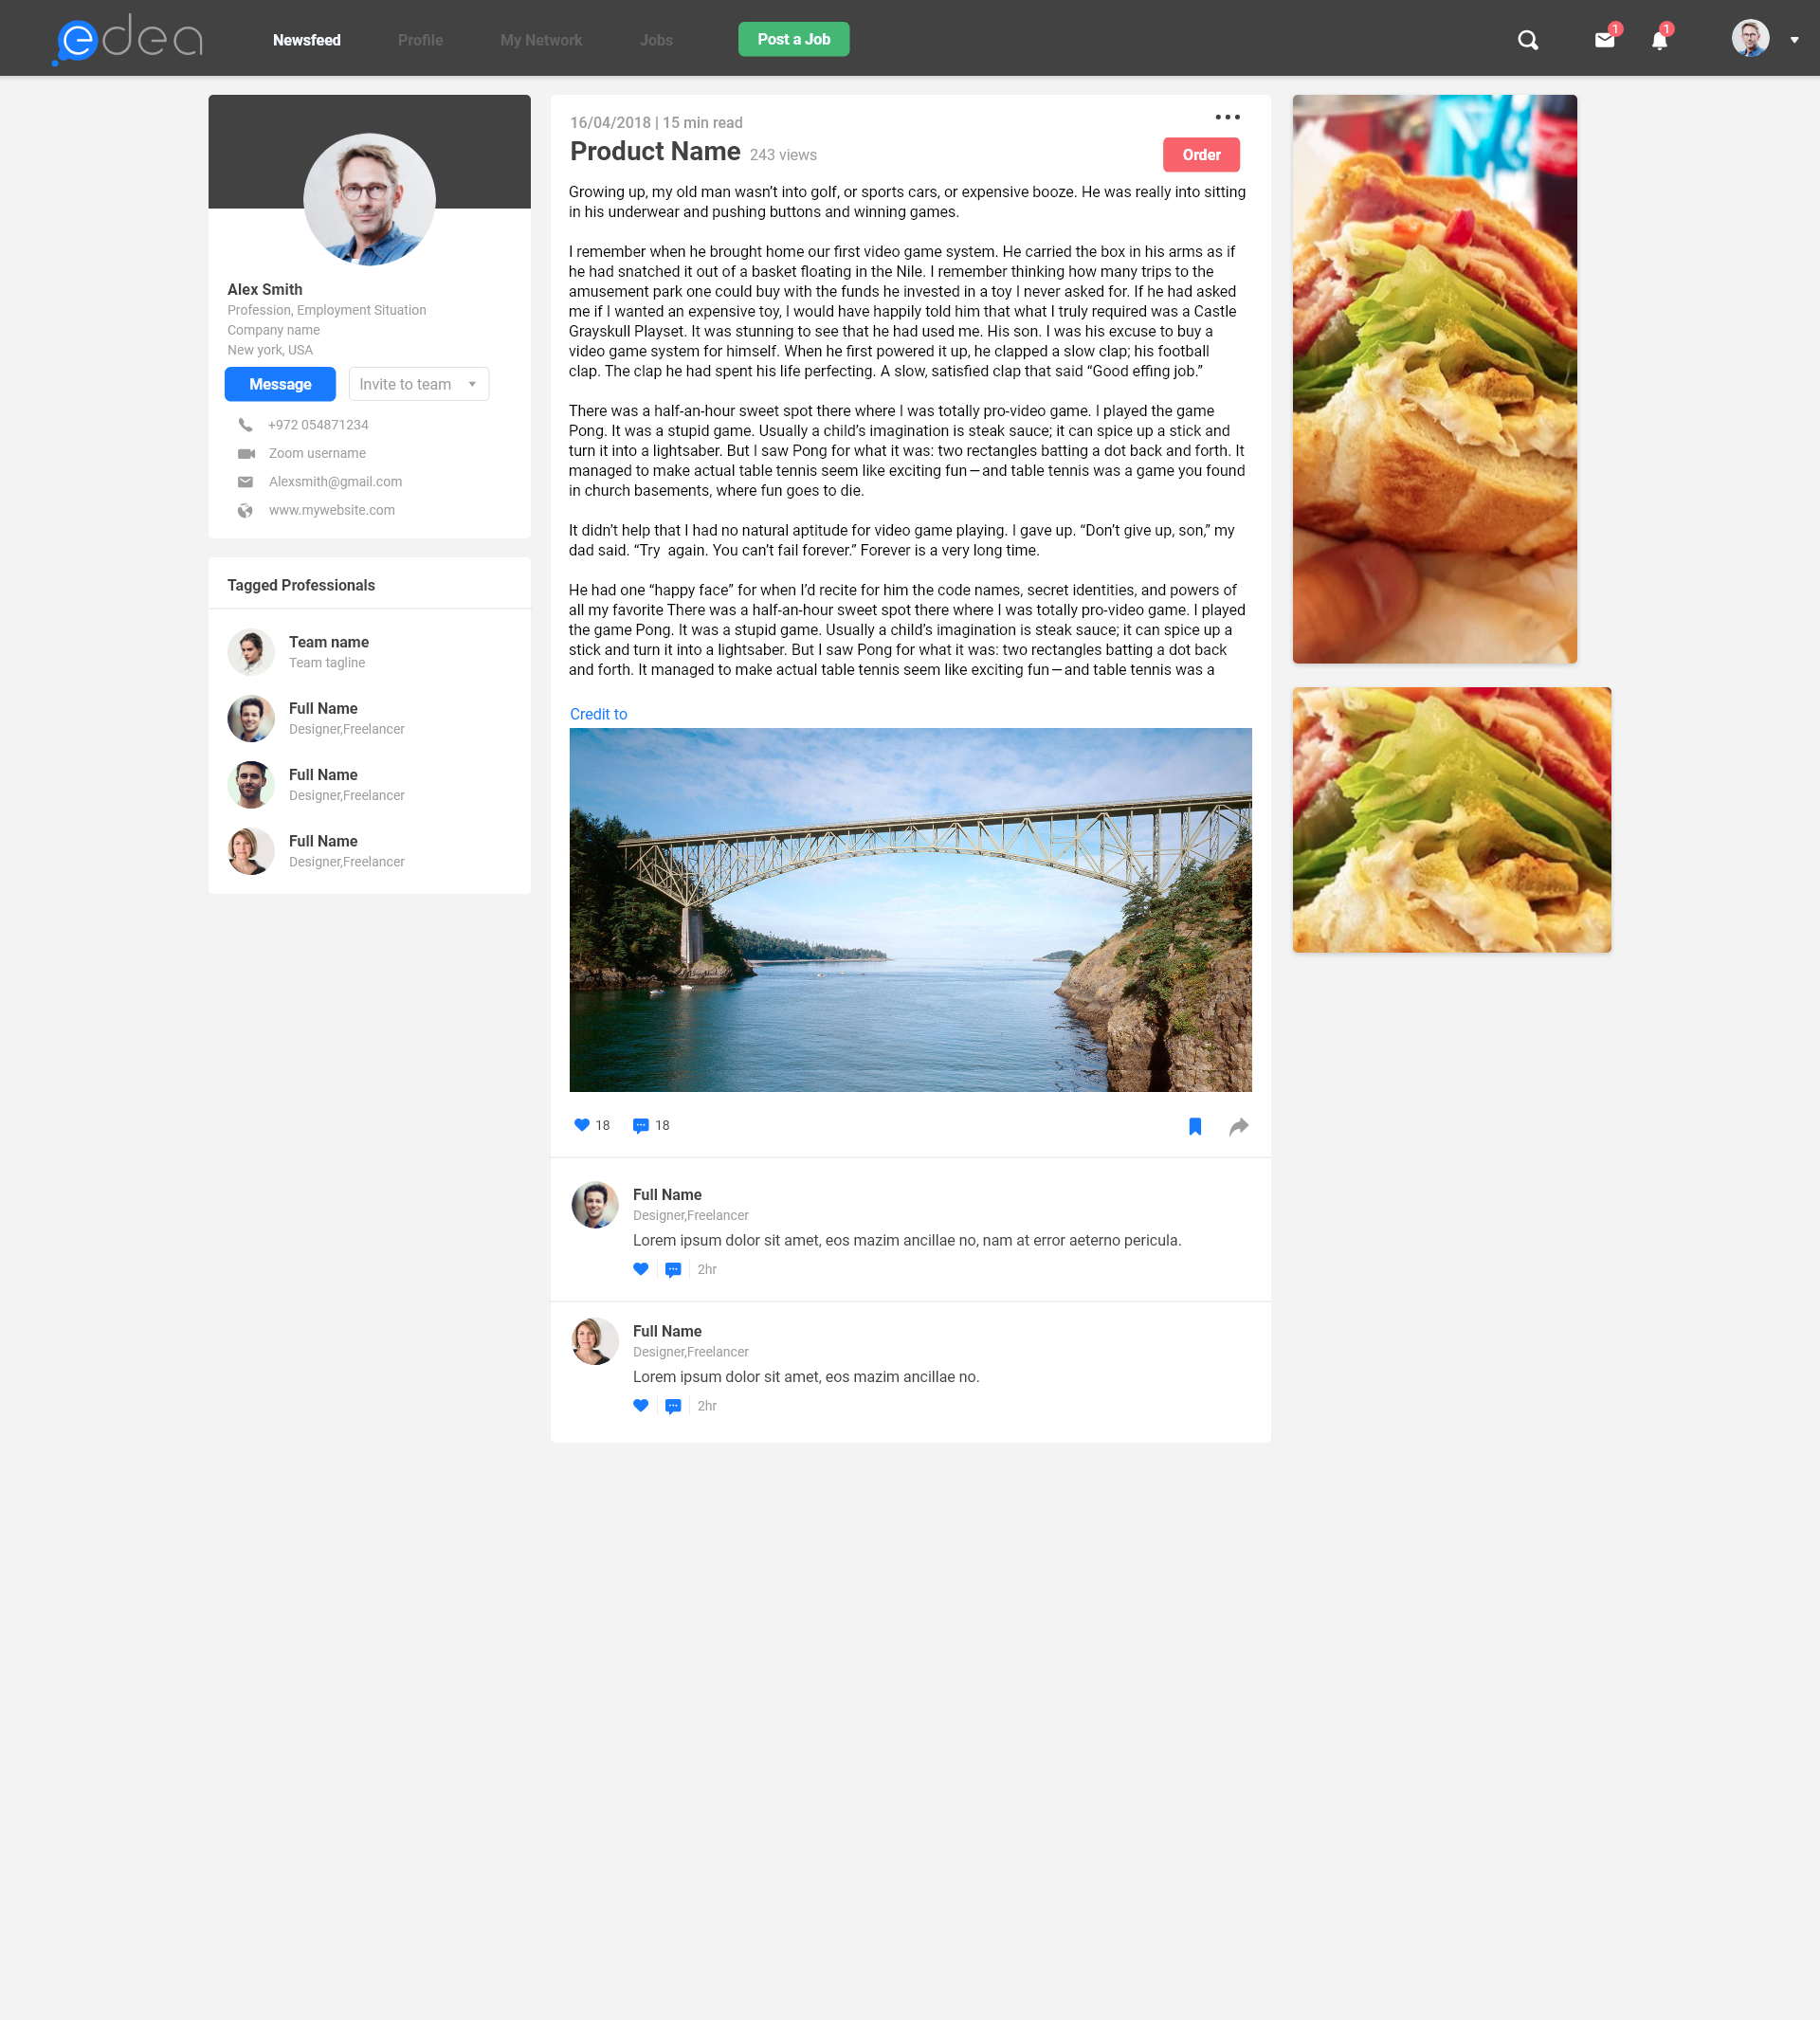 edea
Newsfeed
Profile
My Network
Jobs
Post a Job
1
1
Alex Smith
Profession, Employment Situation
Company name
New york, USA
Message
Invite to team
+972 054871234
Zoom username
Alexsmith@gmail.com
www.mywebsite.com
Tagged Professionals
Team name
Team tagline
Full Name
Designer,Freelancer
Full Name
Designer,Freelancer
Full Name
Designer,Freelancer
16/04/2018 | 15 min read
Product Name 243 views
Order
Growing up, my old man wasn’t into golf, or sports cars, or expensive booze. He was really into sitting
in his underwear and pushing buttons and winning games.
I remember when he brought home our first video game system. He carried the box in his arms as if
he had snatched it out of a basket floating in the Nile. I remember thinking how many trips to the
amusement park one could buy with the funds he invested in a toy I never asked for. If he had asked
me if I wanted an expensive toy, I would have happily told him that what I truly required was a Castle
Grayskull Playset. It was stunning to see that he had used me. His son. I was his excuse to buy a
video game system for himself. When he first powered it up, he clapped a slow clap; his football
clap. The clap he had spent his life perfecting. A slow, satisfied clap that said “Good effing job.”
There was a half-an-hour sweet spot there where I was totally pro-video game. I played the game
Pong. It was a stupid game. Usually a child’s imagination is steak sauce; it can spice up a stick and
turn it into a lightsaber. But I saw Pong for what it was: two rectangles batting a dot back and forth. It
managed to make actual table tennis seem like exciting fun — and table tennis was a game you found
in church basements, where fun goes to die.
It didn’t help that I had no natural aptitude for video game playing. I gave up. “Don’t give up, son,” my
dad said. “Try  again. You can’t fail forever.” Forever is a very long time.
He had one “happy face” for when I’d recite for him the code names, secret identities, and powers of
all my favorite There was a half-an-hour sweet spot there where I was totally pro-video game. I played
the game Pong. It was a stupid game. Usually a child’s imagination is steak sauce; it can spice up a
stick and turn it into a lightsaber. But I saw Pong for what it was: two rectangles batting a dot back
and forth. It managed to make actual table tennis seem like exciting fun — and table tennis was a
Credit to
18
18
Full Name
Designer,Freelancer
Lorem ipsum dolor sit amet, eos mazim ancillae no, nam at error aeterno pericula.
2hr
Full Name
Designer,Freelancer
Lorem ipsum dolor sit amet, eos mazim ancillae no.
2hr